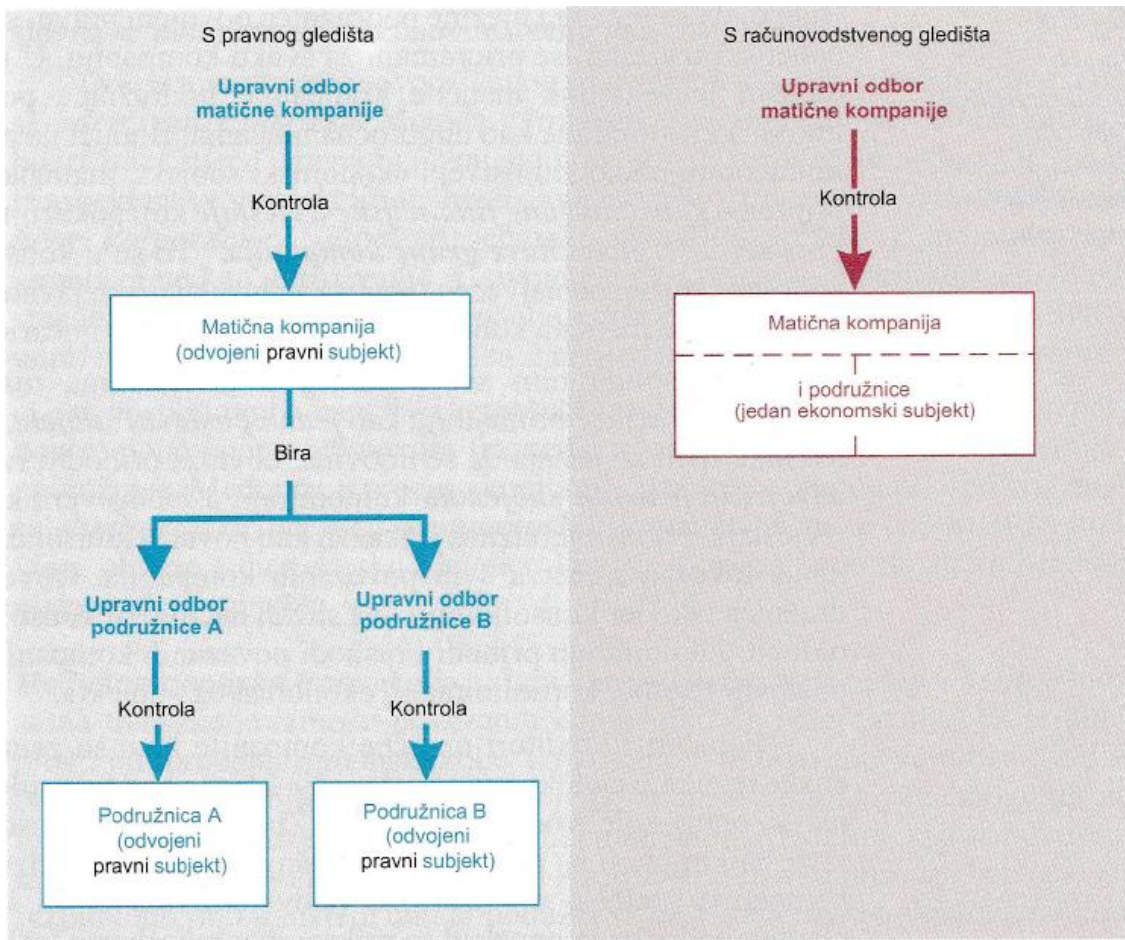 S pravnog gledišta
Upravni odbor
matične kompanije
Kontrola
Matična kompanija
(odvojeni pravni subjekt)
Bira
Upravni odbor
podružnice A
Kontrola
Podružnica A
(odvojeni
pravni subjekt)
Upravni odbor
podružnice B
Kontrola
Podružnica B
(odvojeni
pravni subjekt)
S računovodstvenog gledišta
Upravni odbor
matične kompanije
Kontrola
Matična kompanija
i podružnice
(jedan ekonomski subjekt)